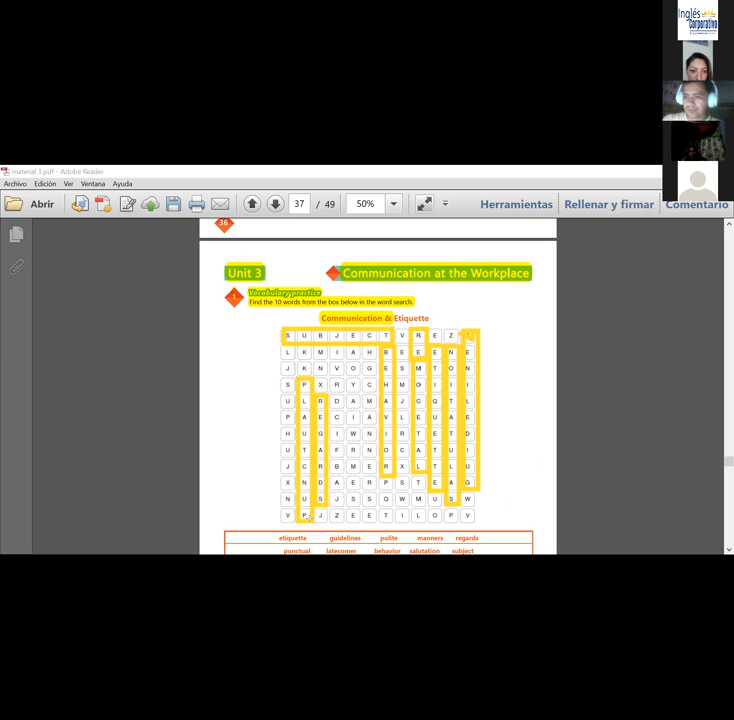 Inglés
Corporativo
material 3.pdf - Adobe Reader
Archivo Edición Ver Ventana Ayuda
Abrir 37 / 49 50% Herramientas Rellenar y firmar Comentario
36
Unit 3 Communication at the Workplace
1 Vocabulary practice
Find the 10 words from the box below in the word search.
Communication & Etiquette
S U B J E C T V R E Z
L K M I A H B E E E N E
J K N V O G E S M T O N
S P X R Y C H M O I I I
U L R D A M A J C Q T L
P A E C I A V L E U A E
H U G I W N I R T E T D
U T A F R N O C A T U I
J C R B M E R X L T L U
X N D A E R P S T E A G
N U S J S S Q W M U S W
V P J Z E E T I L O P V
etiquette guidelines polite manners regards
punctual latecomer behavior salutation subject